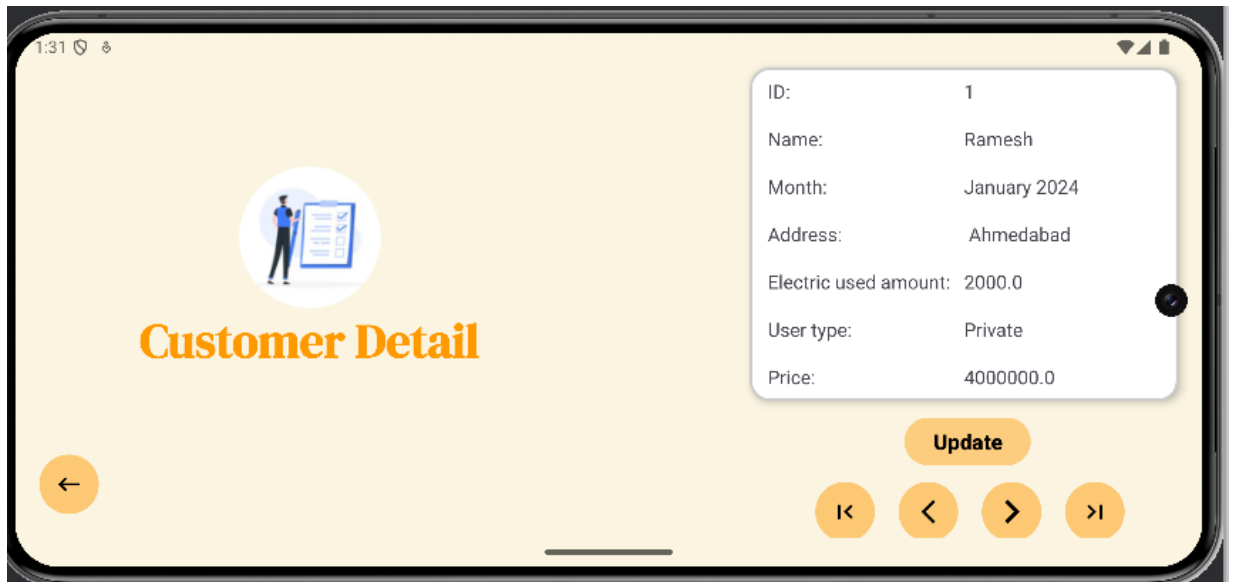 1:31
Customer Detail
ID: 1
Name: Ramesh
Month: January 2024
Address: Ahmedabad
Electric used amount: 2000.0
User type: Private
Price: 4000000.0
Update